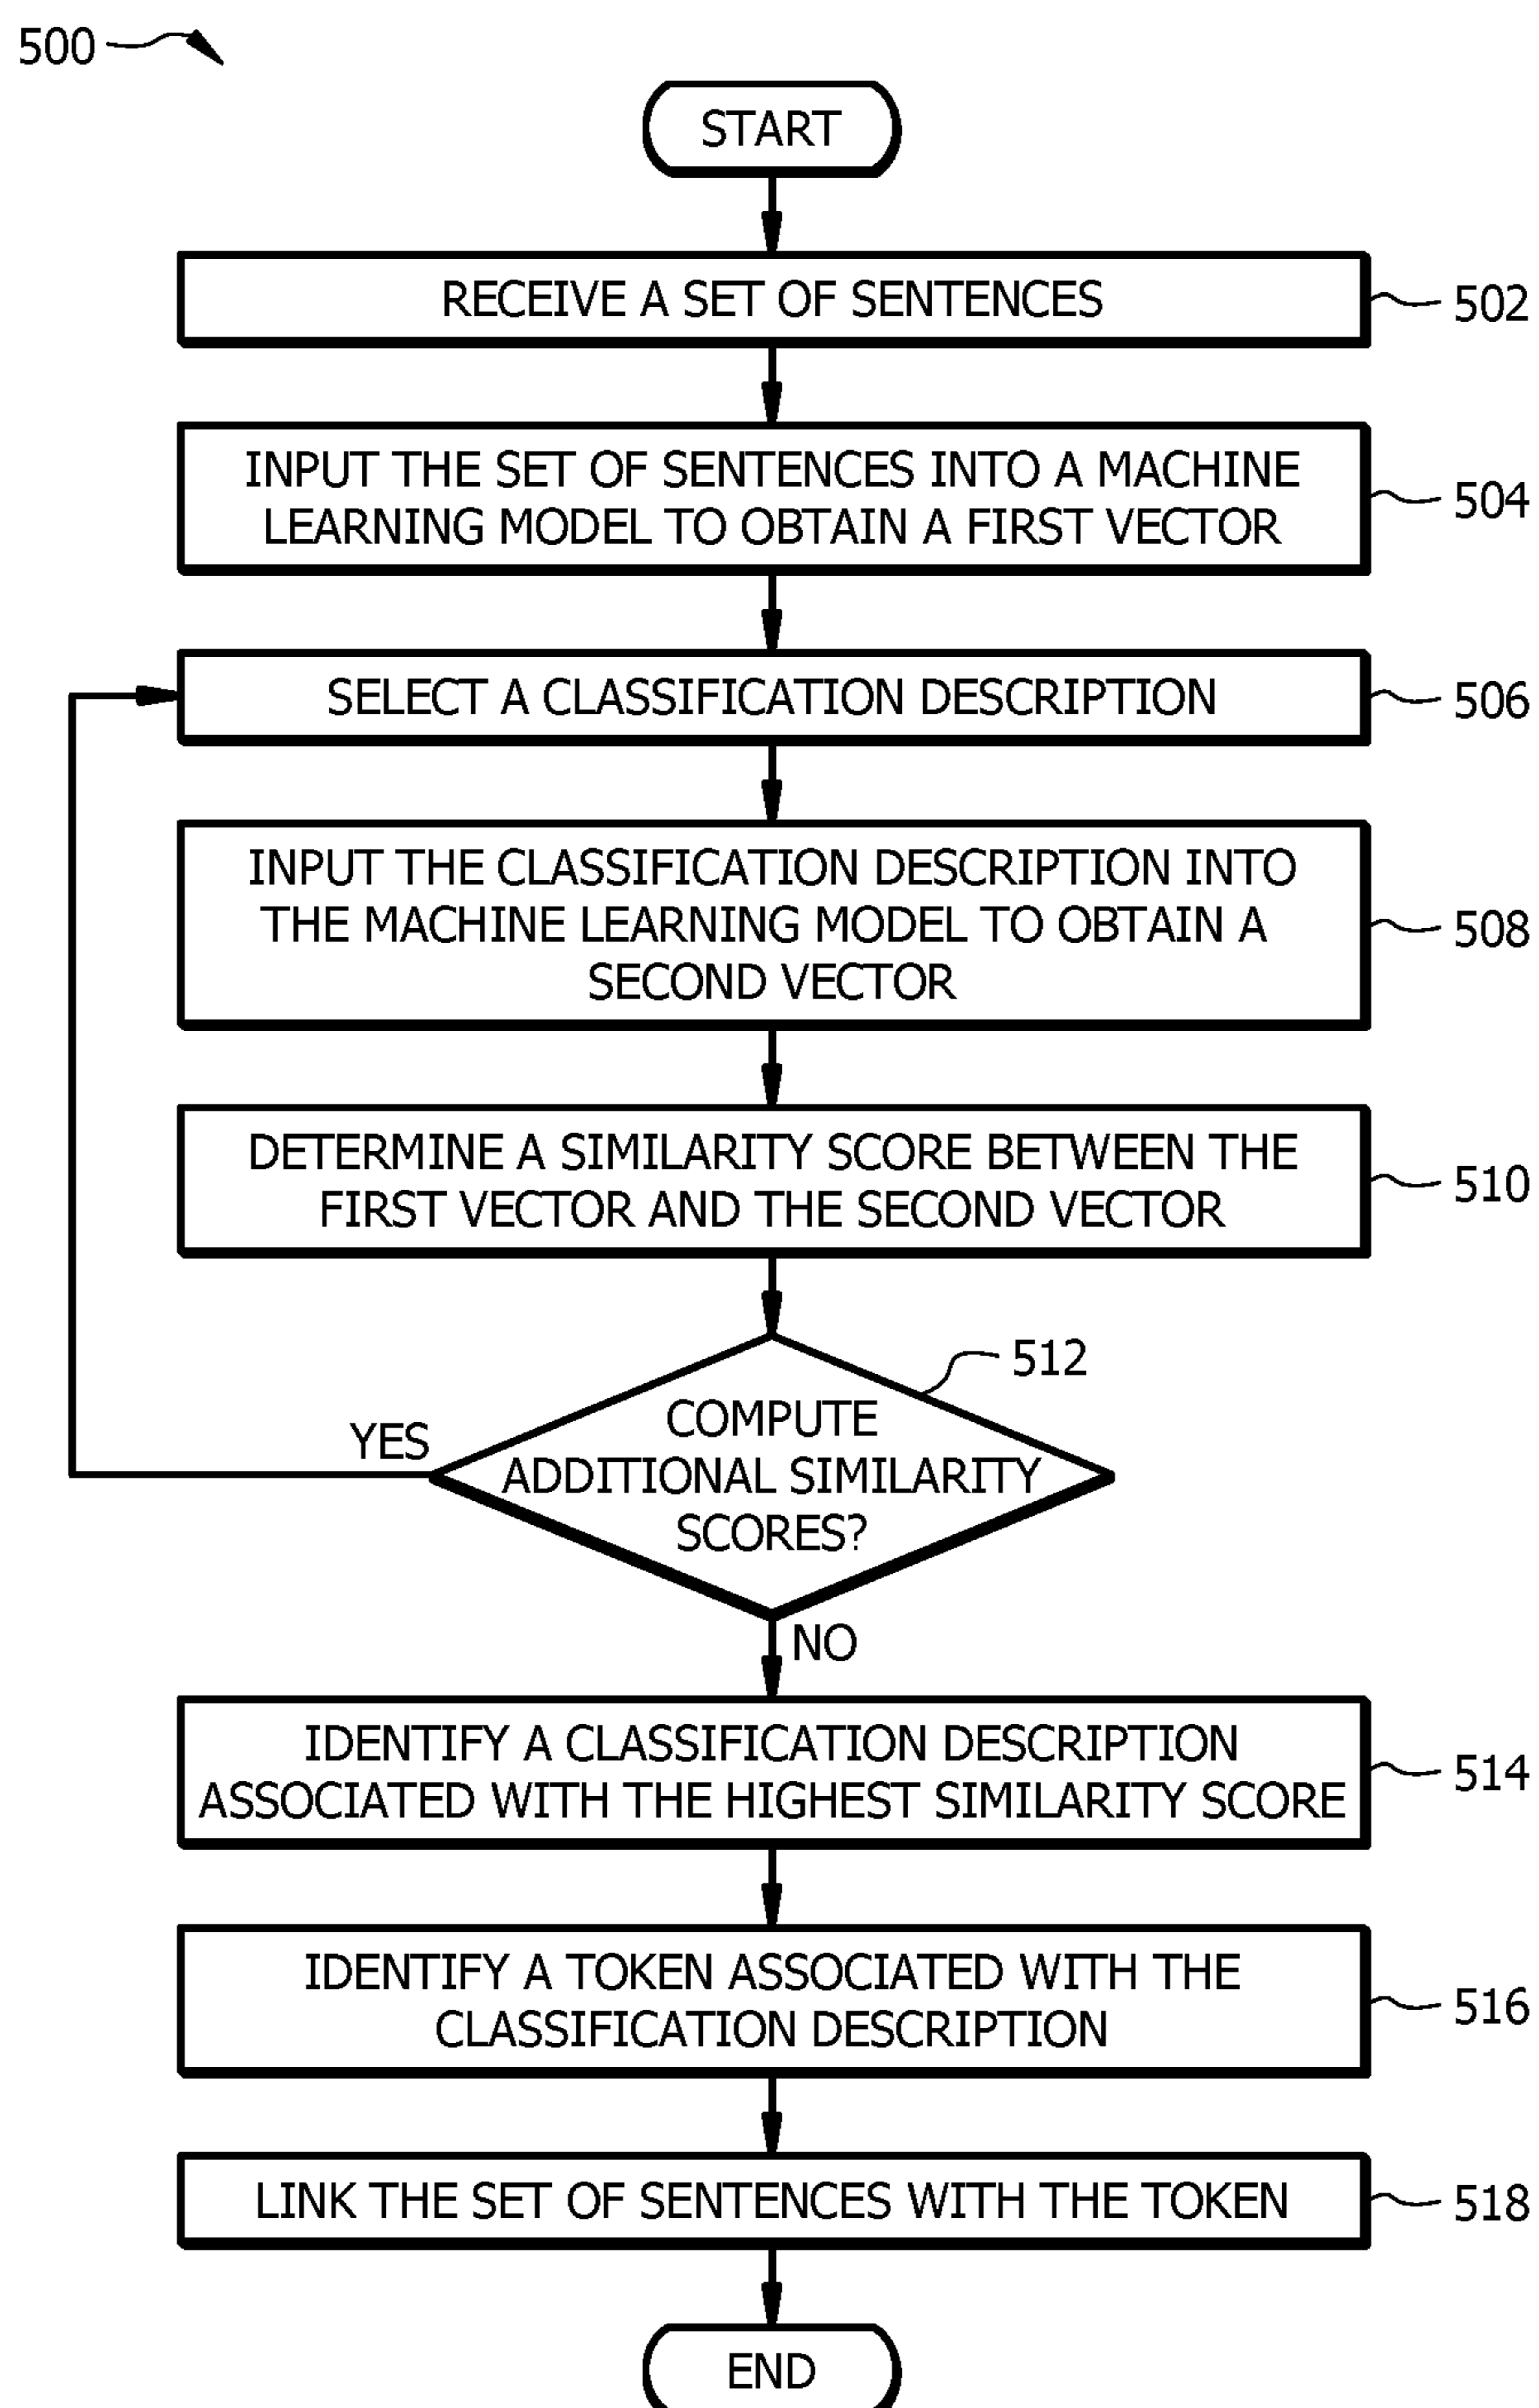 500
START
RECEIVE A SET OF SENTENCES
502
INPUT THE SET OF SENTENCES INTO A MACHINE
LEARNING MODEL TO OBTAIN A FIRST VECTOR
504
SELECT A CLASSIFICATION DESCRIPTION
506
INPUT THE CLASSIFICATION DESCRIPTION INTO
THE MACHINE LEARNING MODEL TO OBTAIN A
SECOND VECTOR
508
DETERMINE A SIMILARITY SCORE BETWEEN THE
FIRST VECTOR AND THE SECOND VECTOR
510
512
COMPUTE
ADDITIONAL SIMILARITY
SCORES?
YES
NO
IDENTIFY A CLASSIFICATION DESCRIPTION
ASSOCIATED WITH THE HIGHEST SIMILARITY SCORE
514
IDENTIFY A TOKEN ASSOCIATED WITH THE
CLASSIFICATION DESCRIPTION
516
LINK THE SET OF SENTENCES WITH THE TOKEN
518
END